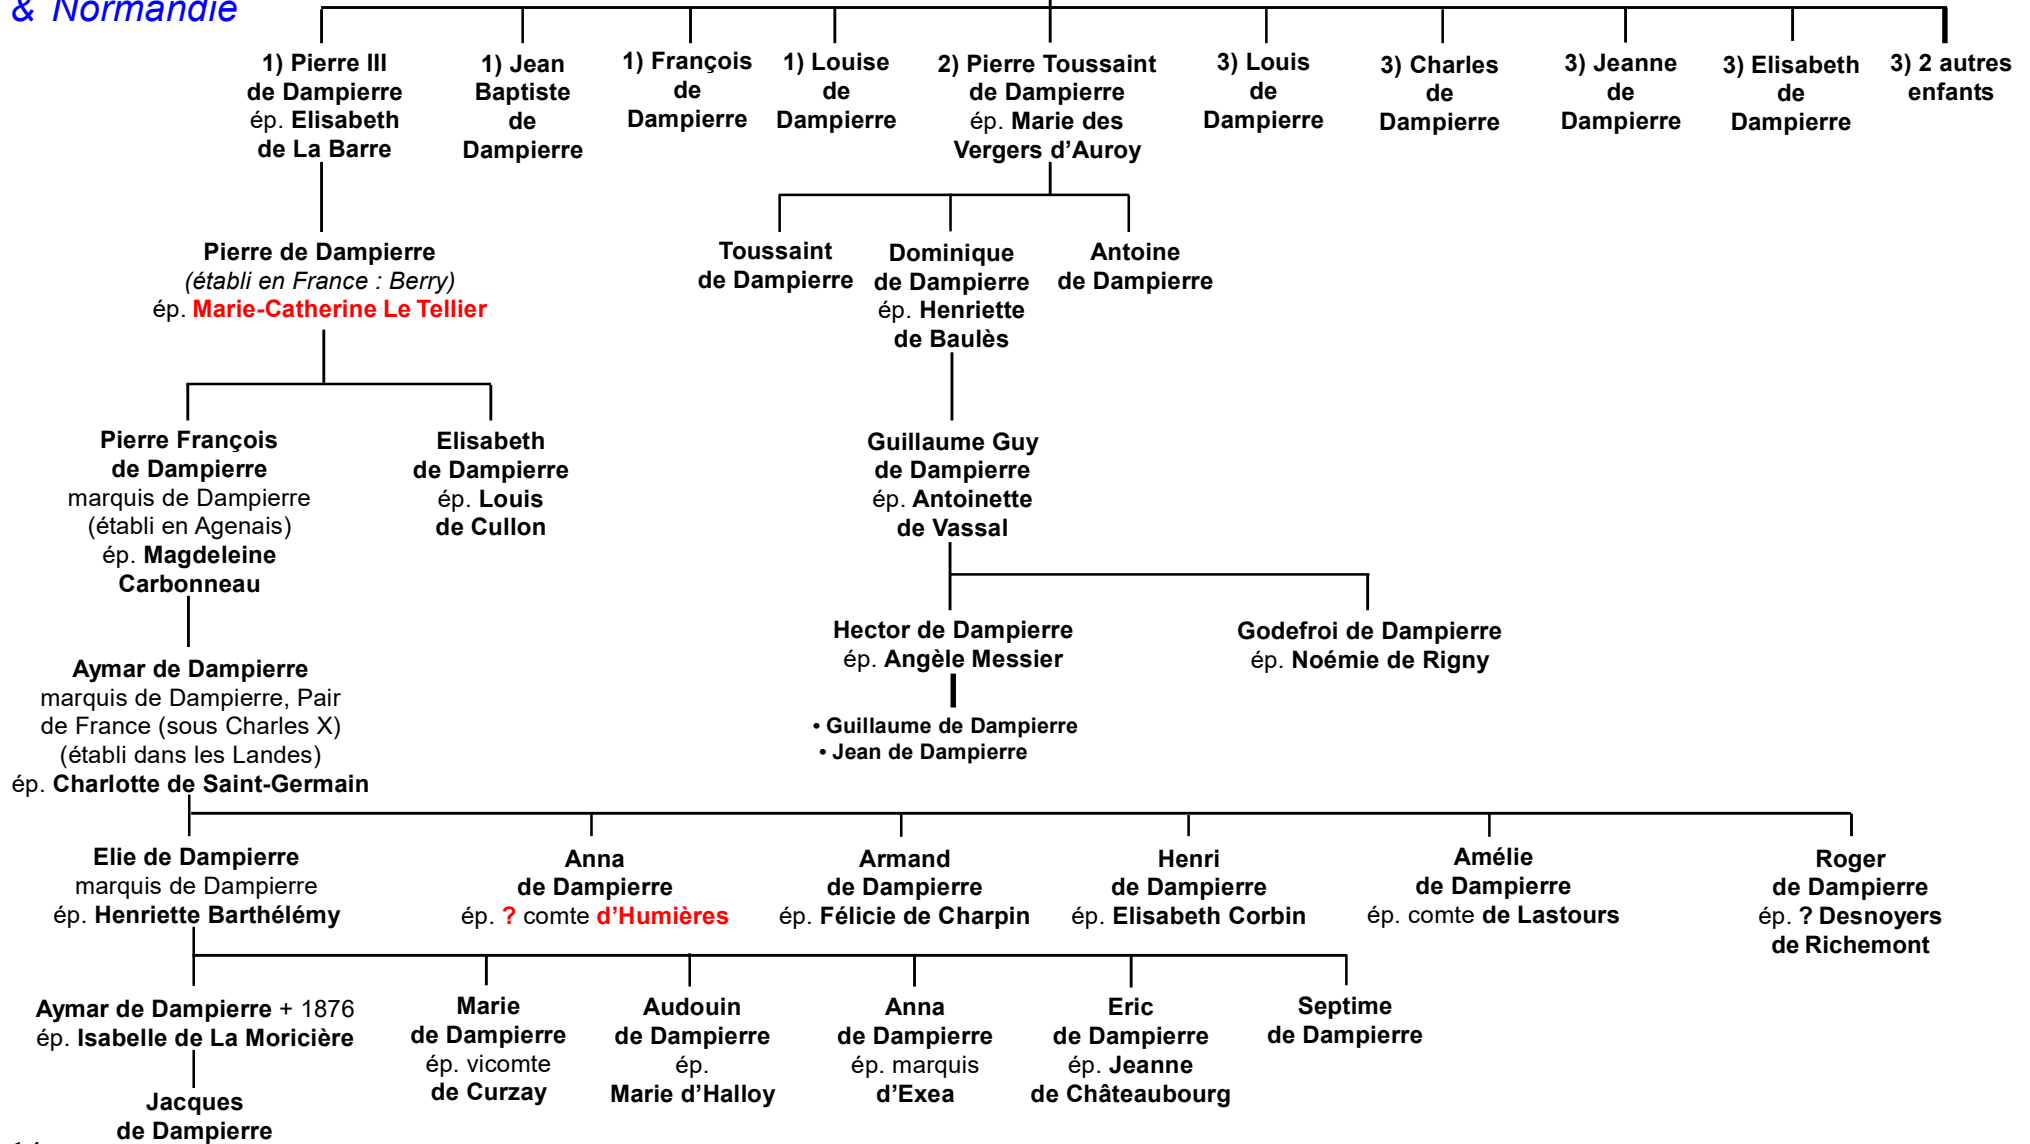 & Normandie
1) Pierre III
de Dampierre
ép. Elisabeth
de La Barre
1) Jean
Baptiste
de
Dampierre
1) François
de
Dampierre
1) Louise
de
Dampierre
2) Pierre Toussaint
de Dampierre
ép. Marie des
Vergers d’Auroy
3) Louis
de
Dampierre
3) Charles
de
Dampierre
3) Jeanne
de
Dampierre
3) Elisabeth
de
Dampierre
3) 2 autres
enfants
Pierre de Dampierre
(établi en France : Berry)
ép. Marie-Catherine Le Tellier
Toussaint
de Dampierre
Dominique
de Dampierre
ép. Henriette
de Baulès
Antoine
de Dampierre
Pierre François
de Dampierre
marquis de Dampierre
(établi en Agenais)
ép. Magdeleine
Carbonneau
Elisabeth
de Dampierre
ép. Louis
de Cullon
Guillaume Guy
de Dampierre
ép. Antoinette
de Vassal
Hector de Dampierre
ép. Angèle Messier
Godefroi de Dampierre
ép. Noémie de Rigny
• Guillaume de Dampierre
• Jean de Dampierre
Aymar de Dampierre
marquis de Dampierre, Pair
de France (sous Charles X)
(établi dans les Landes)
ép. Charlotte de Saint-Germain
Elie de Dampierre
marquis de Dampierre
ép. Henriette Barthélémy
Anna
de Dampierre
ép. ? comte d’Humières
Armand
de Dampierre
ép. Félicie de Charpin
Henri
de Dampierre
ép. Elisabeth Corbin
Amélie
de Dampierre
ép. comte de Lastours
Roger
de Dampierre
ép. ? Desnoyers
de Richemont
Aymar de Dampierre + 1876
ép. Isabelle de La Moricière
Marie
de Dampierre
ép. vicomte
de Curzay
Audouin
de Dampierre
ép.
Marie d’Halloy
Anna
de Dampierre
ép. marquis
d’Exea
Eric
de Dampierre
ép. Jeanne
de Châteaubourg
Septime
de Dampierre
Jacques
de Dampierre